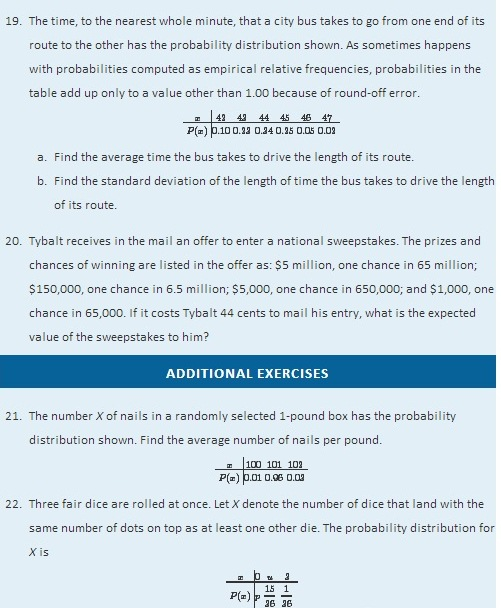 19. The time, to the nearest whole minute, that a city bus takes to go from one end of its
route to the other has the probability distribution shown. As sometimes happens
with probabilities computed as empirical relative frequencies, probabilities in the
table add up only to a value other than 1.00 because of round-off error.
x 42 43 44 45 46 47
P(x) 0.10 0.23 0.34 0.25 0.05 0.02
a. Find the average time the bus takes to drive the length of its route.
b. Find the standard deviation of the length of time the bus takes to drive the length
of its route.
20. Tybalt receives in the mail an offer to enter a national sweepstakes. The prizes and
chances of winning are listed in the offer as: $5 million, one chance in 65 million;
$150,000, one chance in 6.5 million; $5,000, one chance in 650,000; and $1,000, one
chance in 65,000. If it costs Tybalt 44 cents to mail his entry, what is the expected
value of the sweepstakes to him?
ADDITIONAL EXERCISES
21. The number X of nails in a randomly selected 1-pound box has the probability
distribution shown. Find the average number of nails per pound.
x 100 101 102
P(x) 0.01 0.96 0.03
22. Three fair dice are rolled at once. Let X denote the number of dice that land with the
same number of dots on top as at least one other die. The probability distribution for
X is
x 0 u 3
P(x) p 15/36 1/36